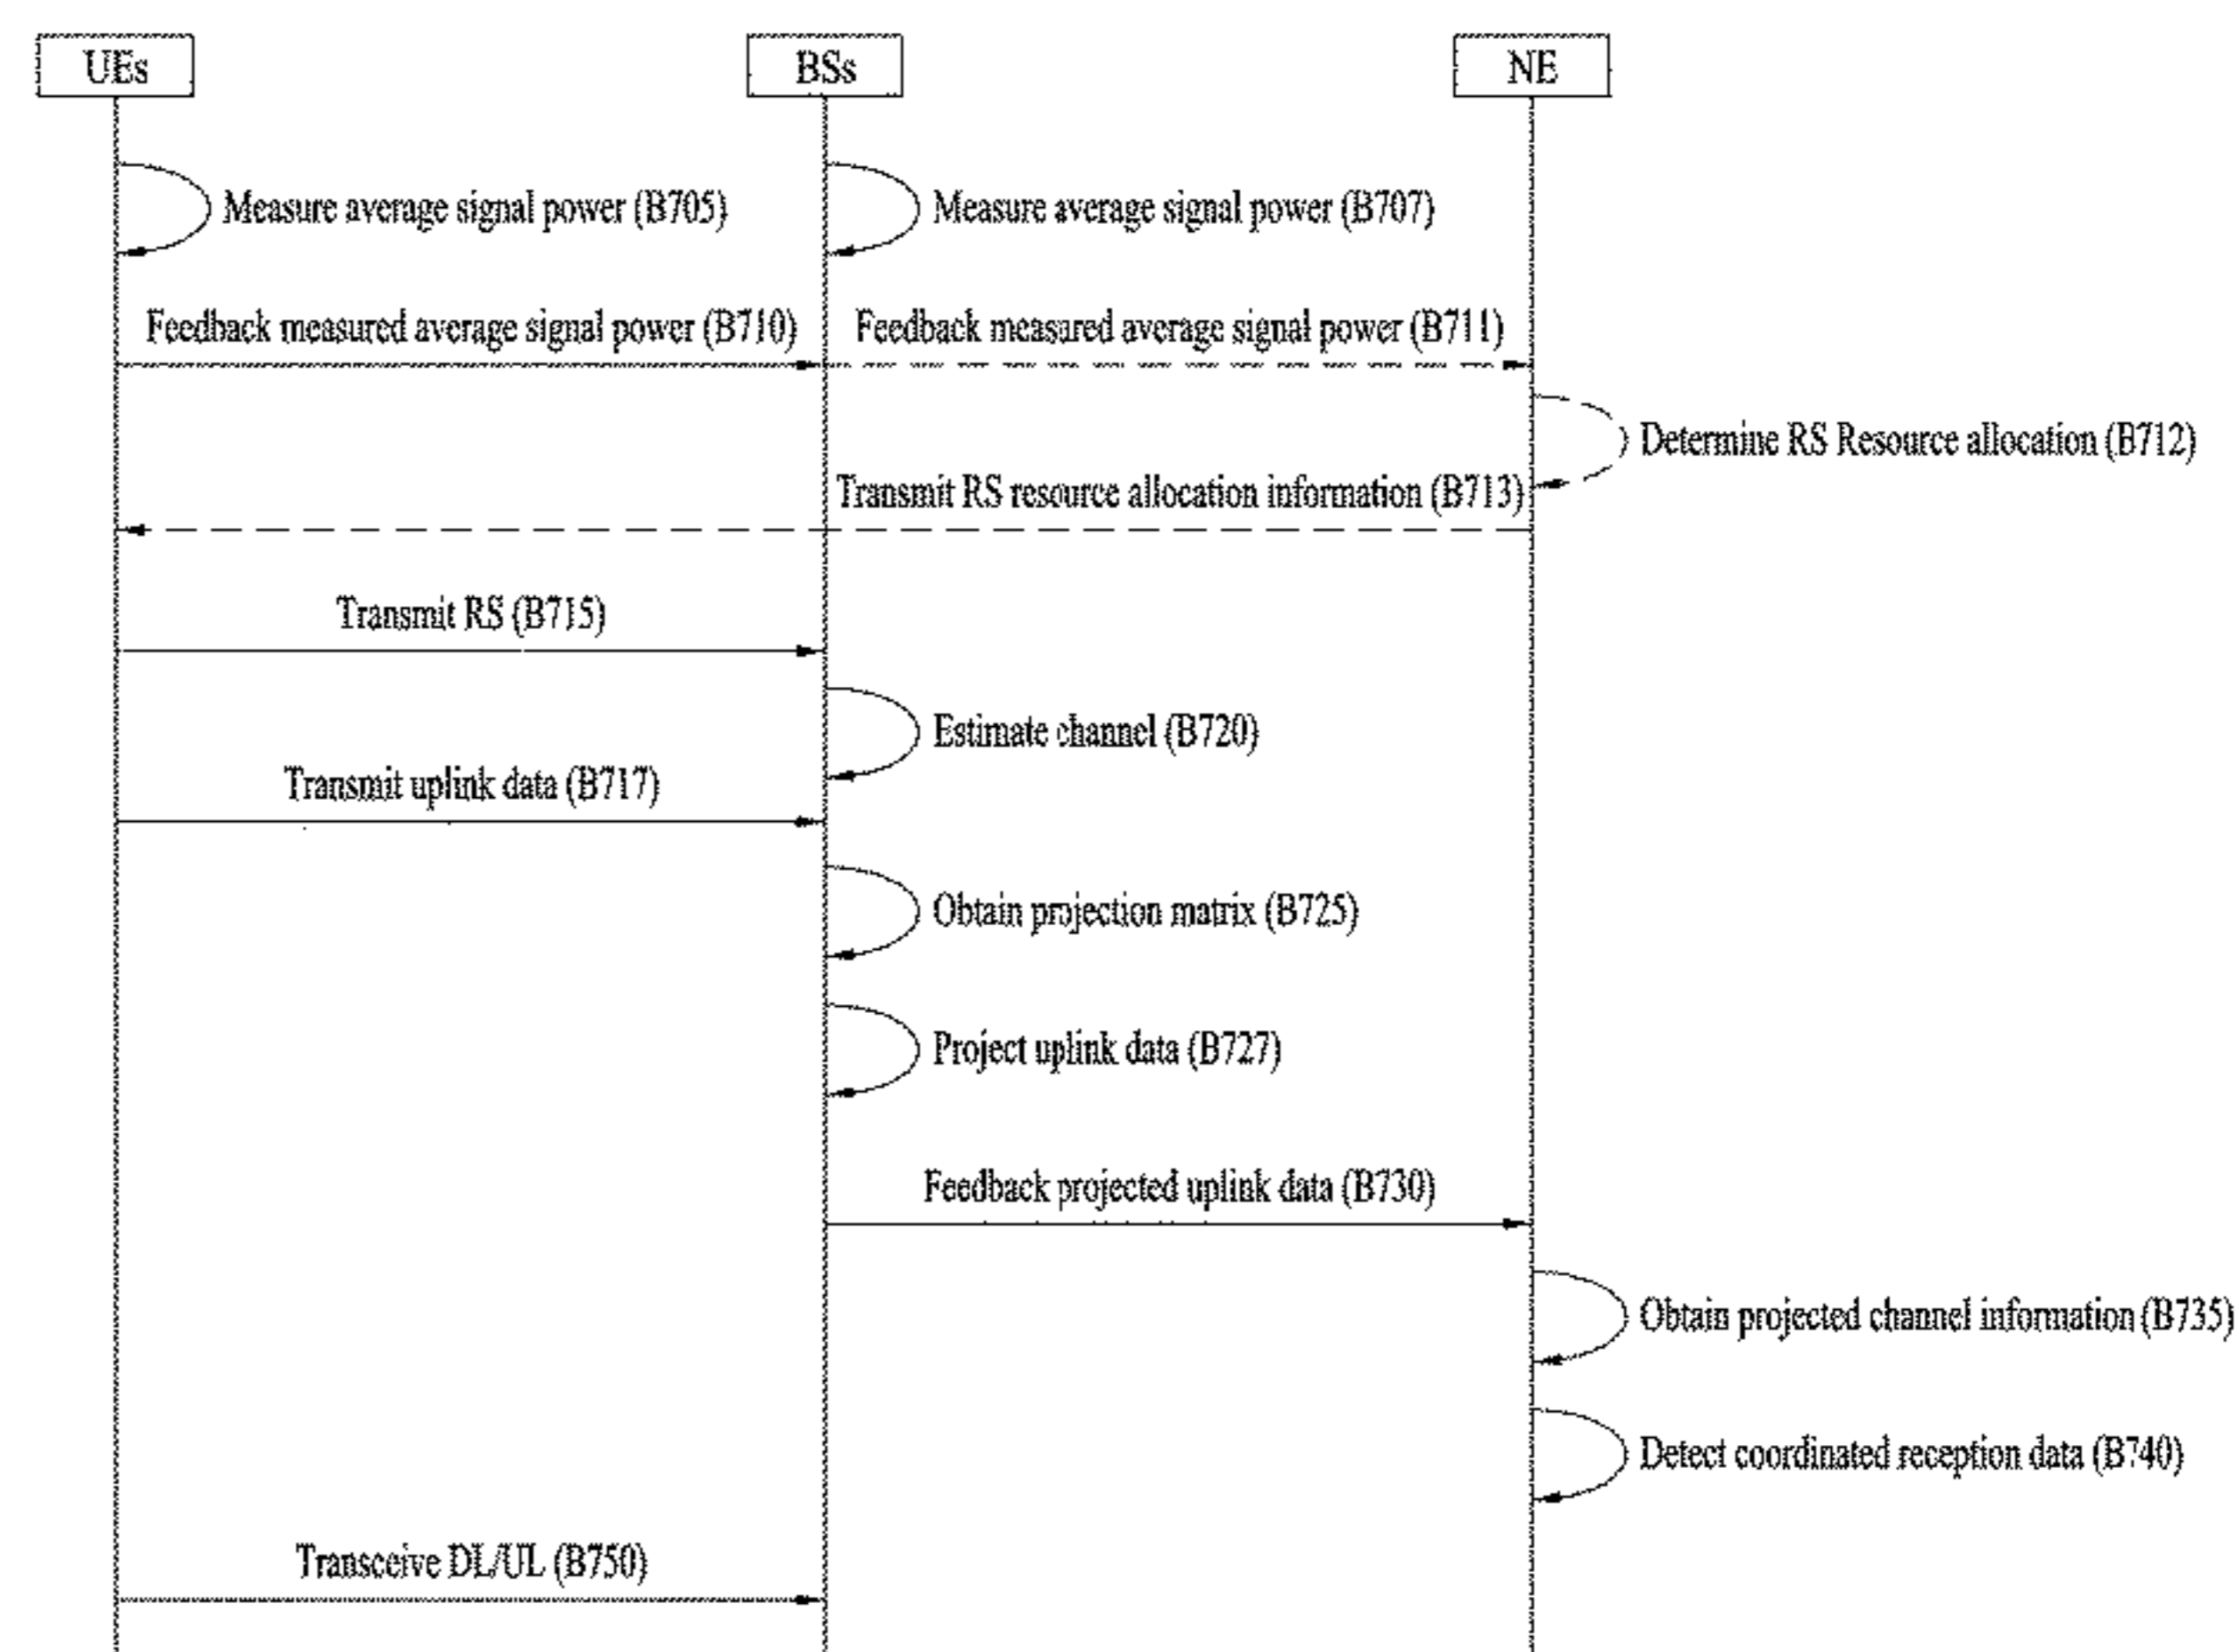 UEs
BSs
NE
Measure average signal power (B705)
Measure average signal power (B707)
Feedback measured average signal power (B710)
Feedback measured average signal power (B711)
Determine RS Resource allocation (B712)
Transmit RS resource allocation information (B713)
Transmit RS (B715)
Estimate channel (B720)
Transmit uplink data (B717)
Obtain projection matrix (B725)
Project uplink data (B727)
Feedback projected uplink data (B730)
Obtain projected channel information (B735)
Detect coordinated reception data (B740)
Transceive DL/UL (B750)